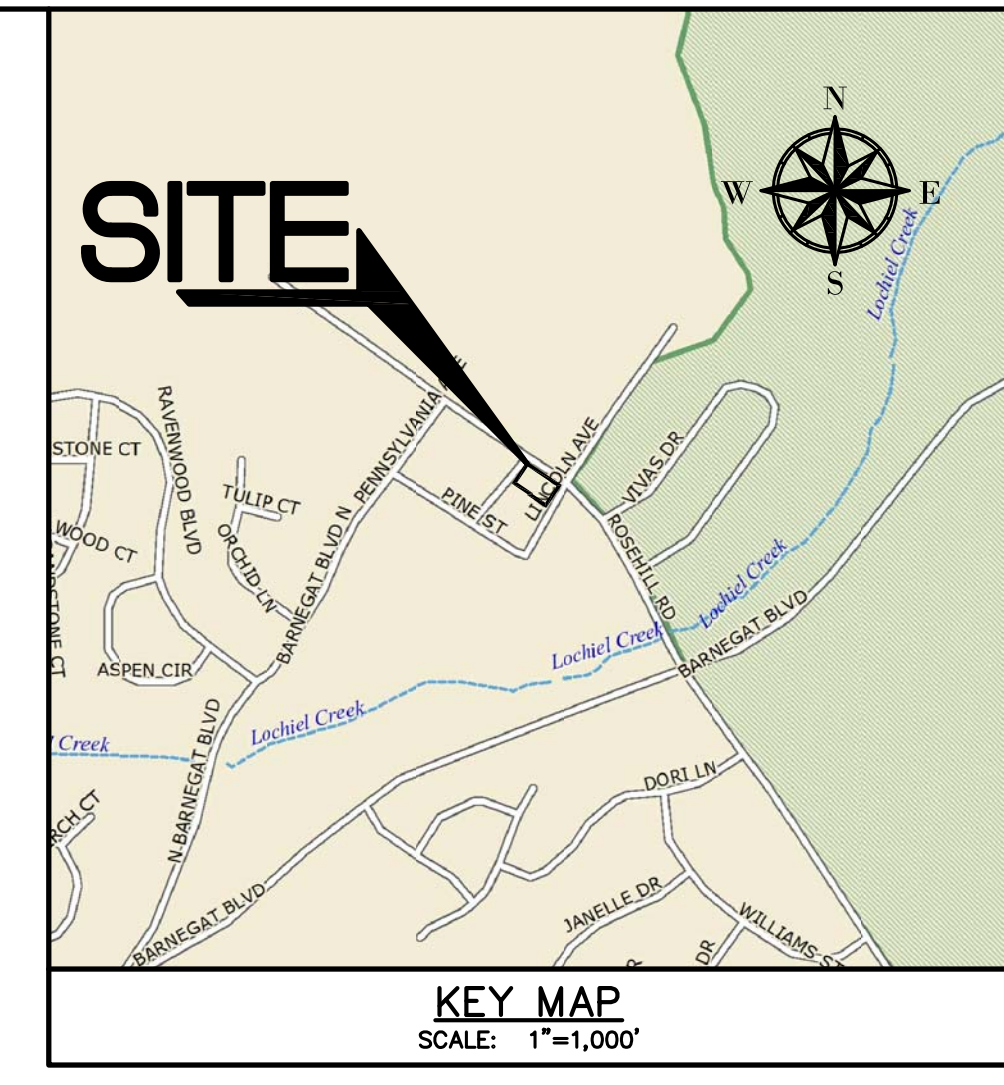 N
W E
S
SITE
Lochiel Creek
LINCOLN AVE
PENNSYLVANIA
RAVENWOOD BLVD
STONE CT
VIVAS DR
TULIP CT
PINE ST
ORCHID LN
WOOD CT
BARNEGAT BLVD N
ROSEHILL RD
Lochiel Creek
BARNEGAT BLVD
Lochiel Creek
ASPEN CIR
Lochiel Creek
Creek
N BARNEGAT BLVD
DORI LN
RCH CT
JANELLE DR
WILLIAMS ST
BARNEGAT BLVD
DR
R
KEY MAP
SCALE: 1"=1,000'